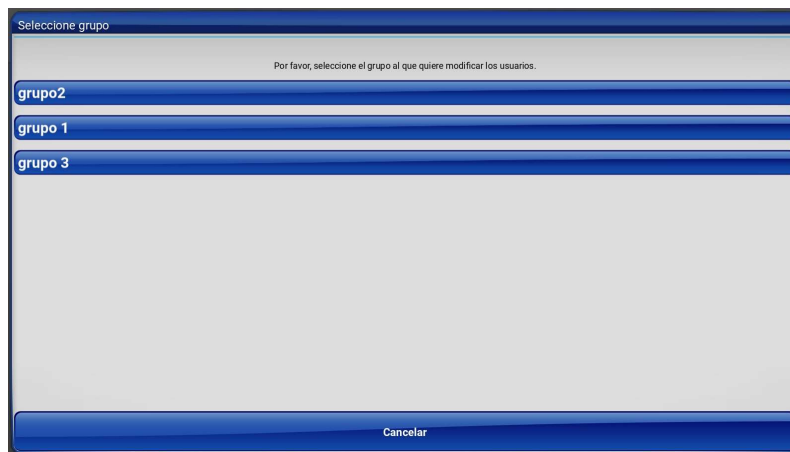 Seleccione grupo
Por favor, seleccione el grupo al que quiere modificar los usuarios.
grupo2
grupo 1
grupo 3
Cancelar